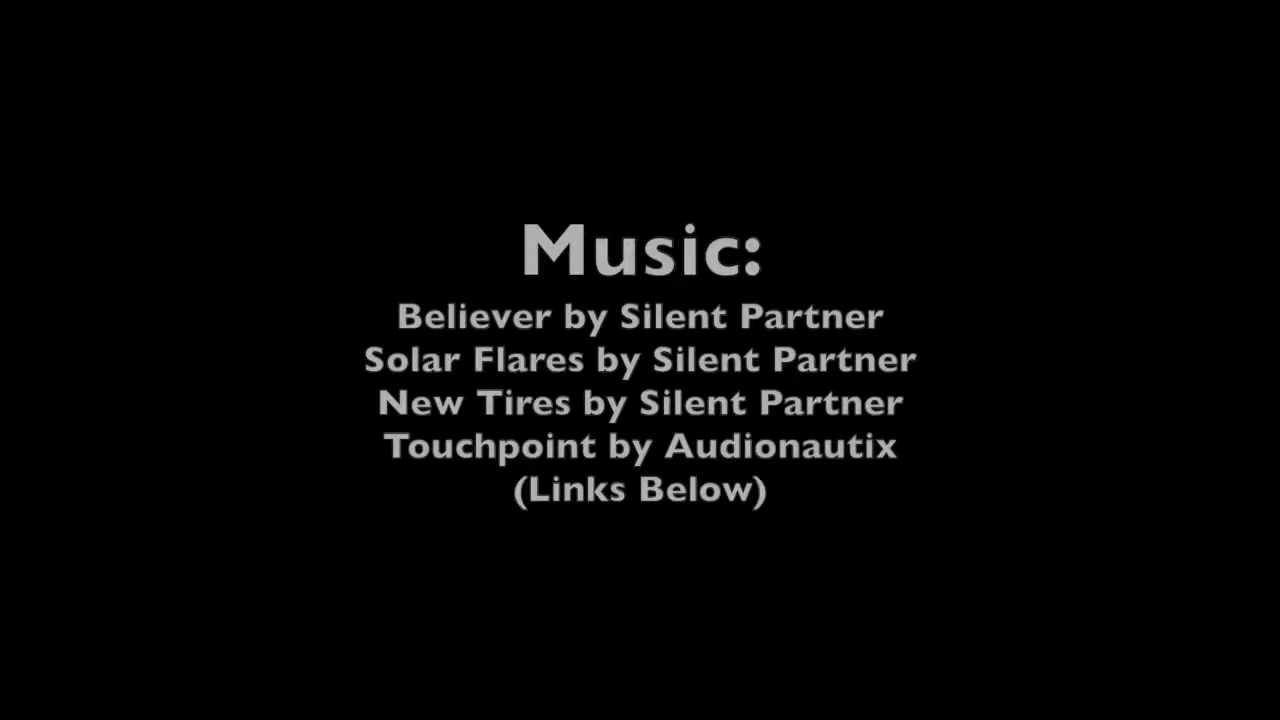 Music:
Believer by Silent Partner
Solar Flares by Silent Partner
New Tires by Silent Partner
Touchpoint by Audionautix
(Links Below)